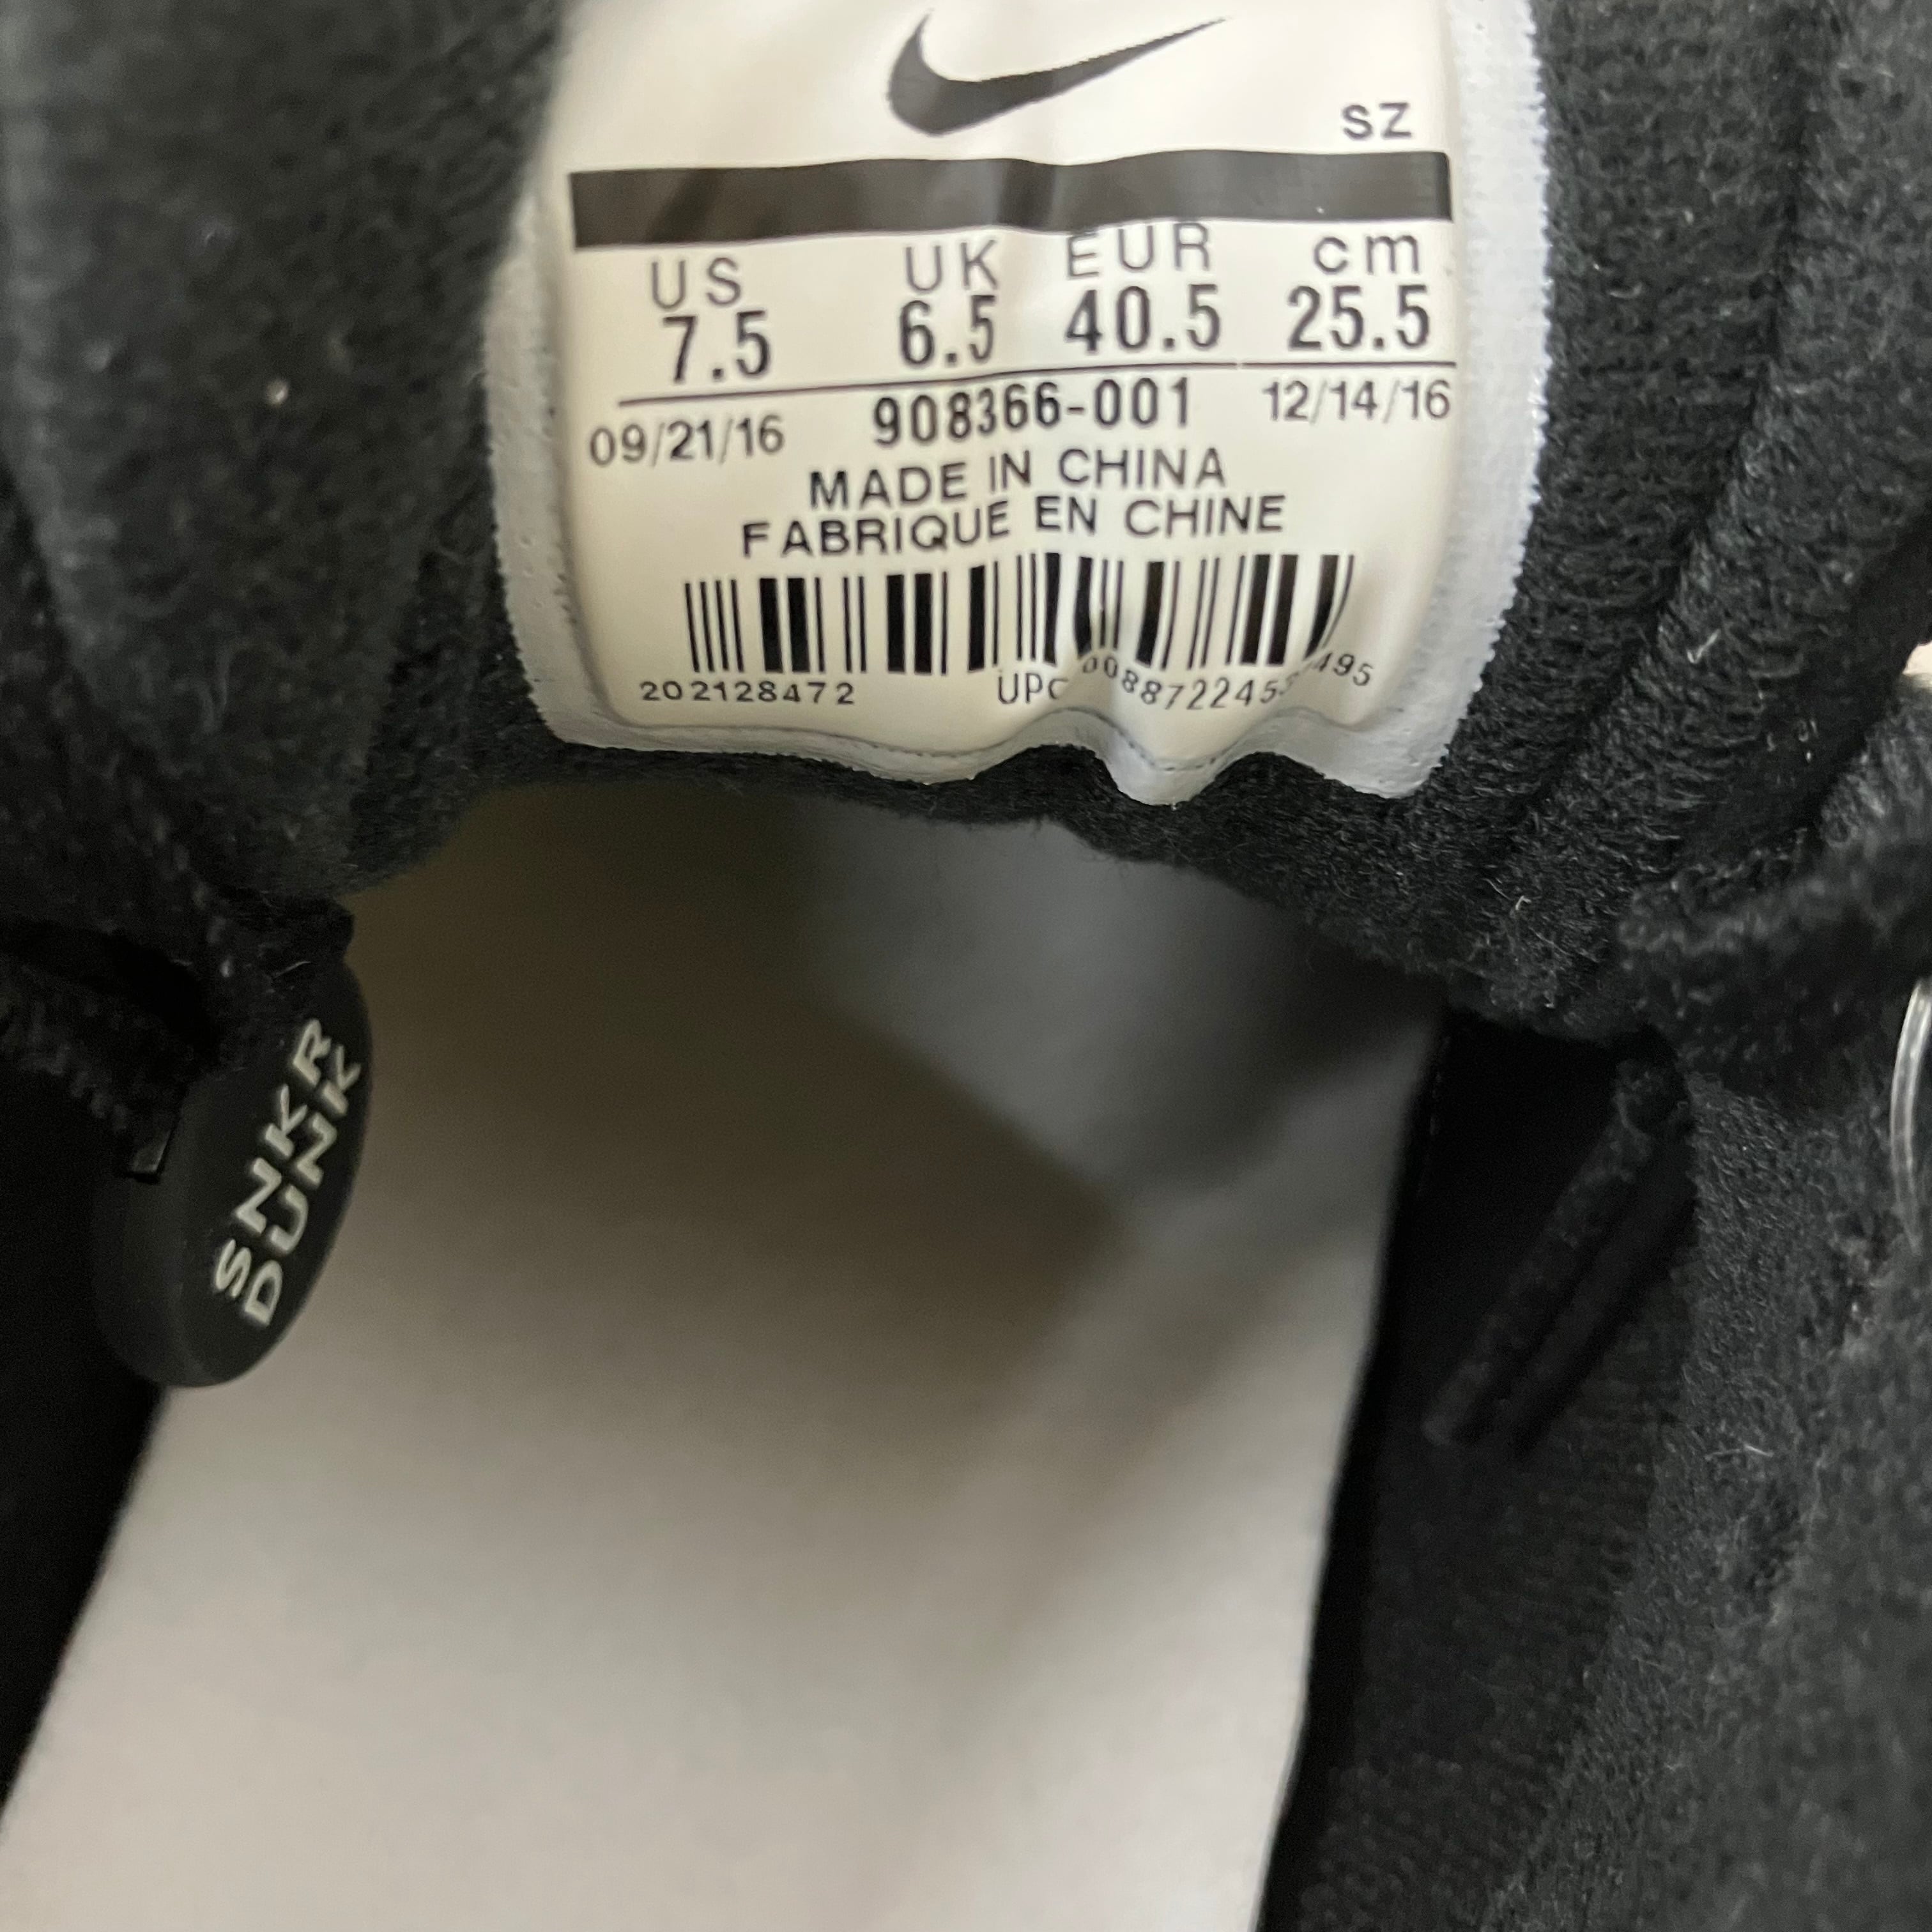 SZ
US UK EUR cm
7.5 6.5 40.5 25.5
09/21/16 908366-001 12/14/16
MADE IN CHINA
FABRIQUE EN CHINE
202128472 UPC
SNKR
DUNK